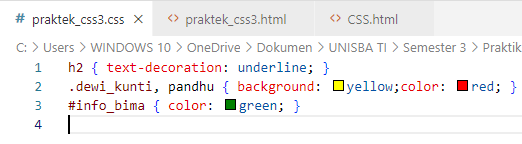 # praktek_css3.css <> praktek_css3.html <> CSS.html
C: > Users > WINDOWS 10 > OneDrive > Dokumen > UNISBA TI > Semester 3 > Praktik
1 h2 { text-decoration: underline; }
2 .dewi_kunti, pandhu { background: yellow;color: red; }
3 #info_bima { color: green; }
4